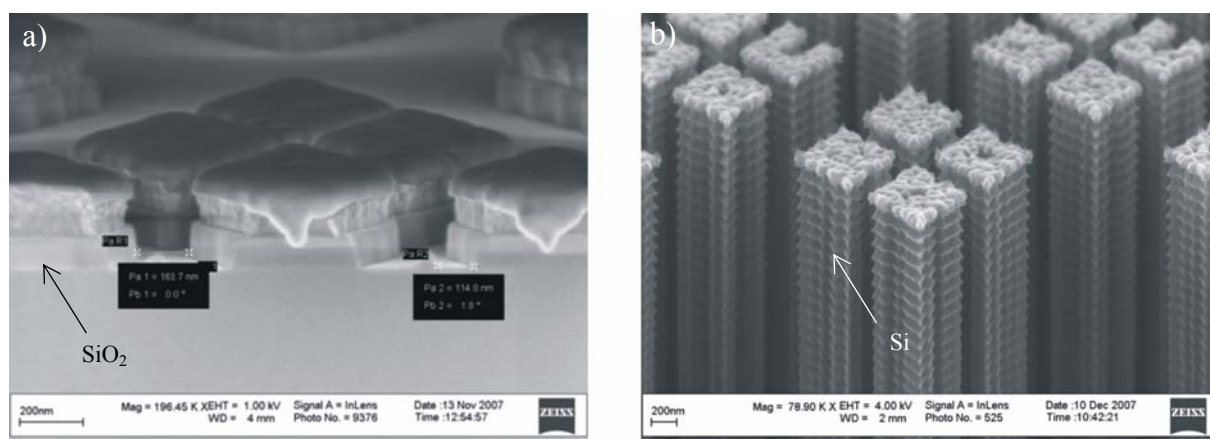 a)
Pa R1
Pa R2
Pa 1 = 163.7 nm
Pb 1 = 0.0 °
Pa 2 = 114.0 nm
Pb 2 = 1.8 °
SiO2
200nm
Mag = 196.45 K X EHT = 1.00 kV Signal A = InLens Date :13 Nov 2007
WD = 4 mm Photo No. = 9376 Time :12:54:57
ZEISS
b)
Si
200nm
Mag = 78.90 K X EHT = 4.00 kV Signal A = InLens Date :10 Dec 2007
WD = 2 mm Photo No. = 525 Time :10:42:21
ZEISS